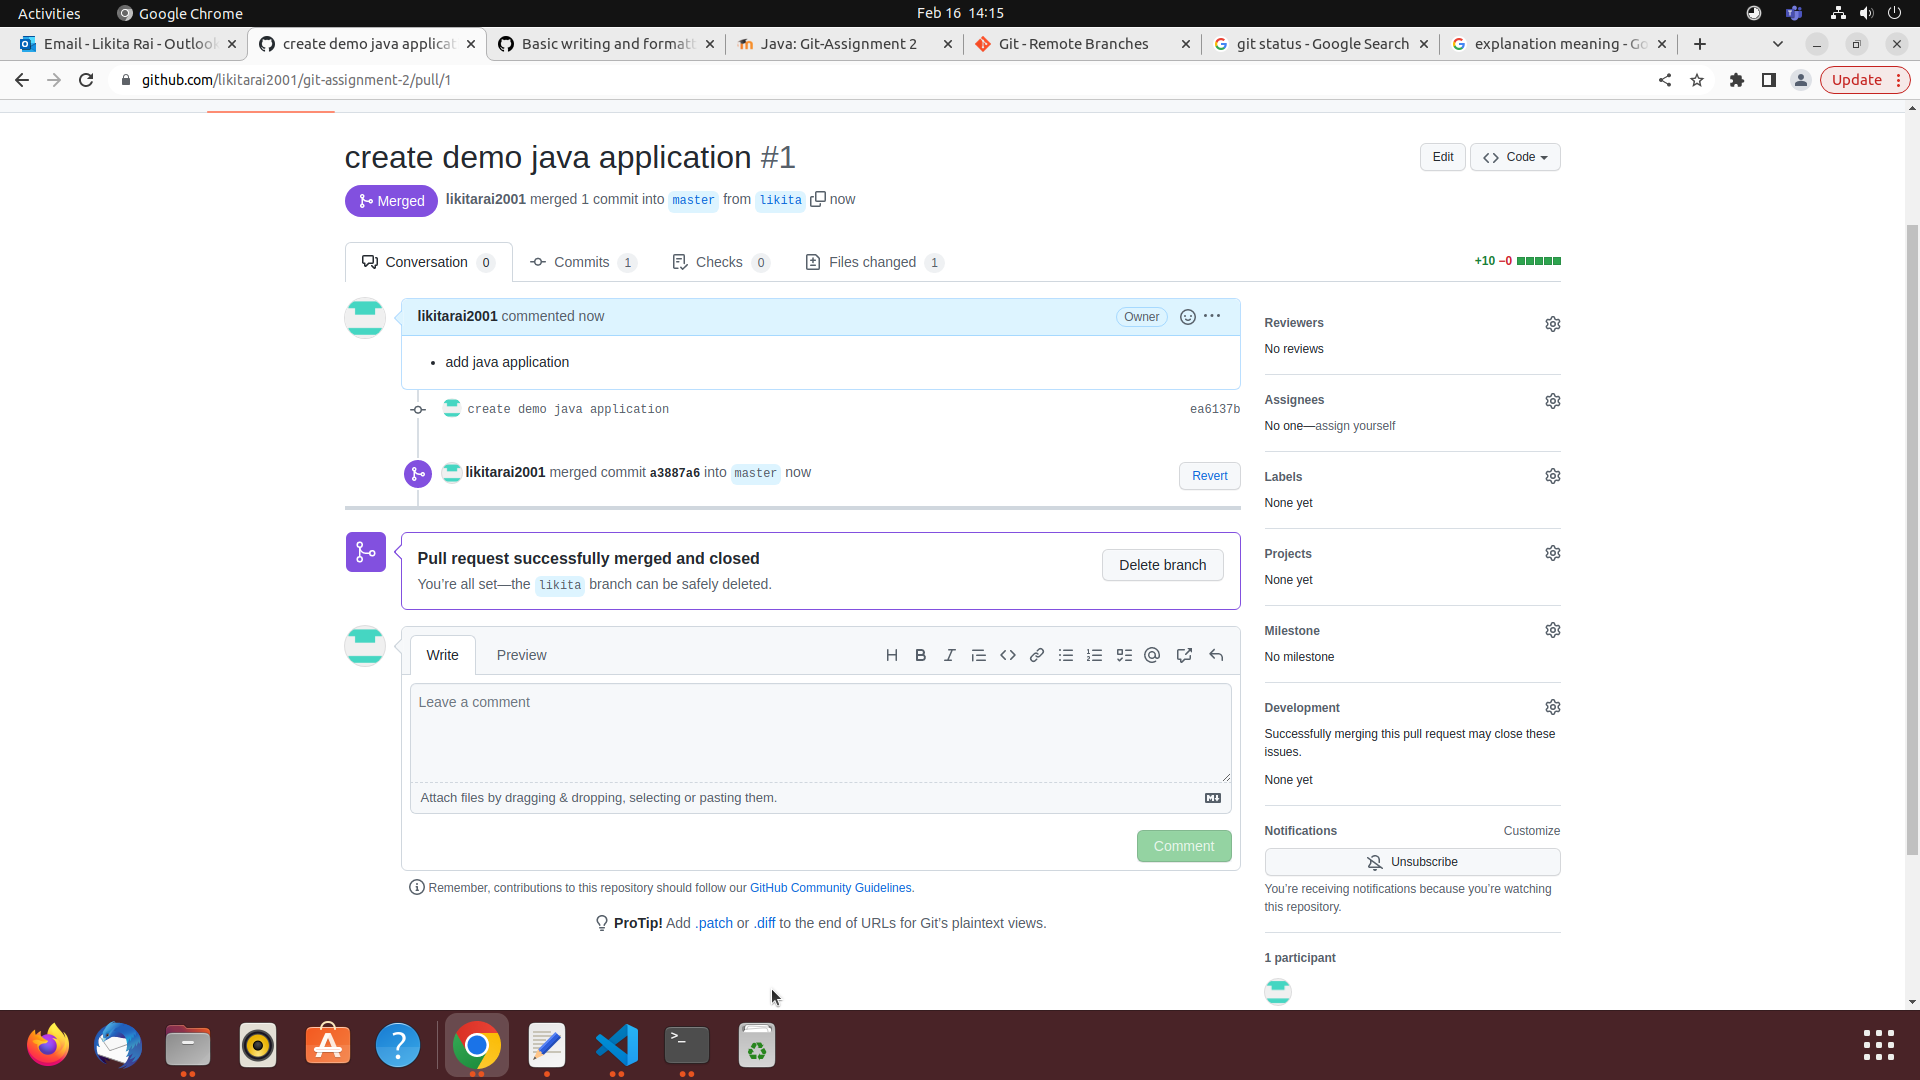 Activities Google Chrome Feb 16 14:15
Email - Likita Rai - Outlook create demo java applicat Basic writing and formatt Java: Git-Assignment 2 Git - Remote Branches git status - Google Search explanation meaning - Go
github.com/likitarai2001/git-assignment-2/pull/1 Update
create demo java application #1 Edit Code
Merged likitarai2001 merged 1 commit into master from likita now
Conversation 0 Commits 1 Checks 0 Files changed 1 +10 −0
likitarai2001 commented now Owner
• add java application
create demo java application ea6137b
likitarai2001 merged commit a3887a6 into master now Revert
Pull request successfully merged and closed
You’re all set—the likita branch can be safely deleted.
Delete branch
Write Preview
Leave a comment
Attach files by dragging & dropping, selecting or pasting them.
Comment
Remember, contributions to this repository should follow our GitHub Community Guidelines.
ProTip! Add .patch or .diff to the end of URLs for Git’s plaintext views.
Reviewers
No reviews
Assignees
No one—assign yourself
Labels
None yet
Projects
None yet
Milestone
No milestone
Development
Successfully merging this pull request may close these
issues.
None yet
Notifications Customize
Unsubscribe
You’re receiving notifications because you’re watching
this repository.
1 participant